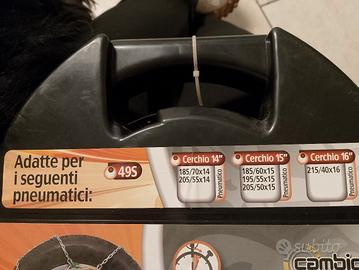 Adatte per
i seguenti
pneumatici:
49S
Cerchio 14"
185/70x14
205/55x14
Pneumatico
Cerchio 15"
185/60x15
195/55x15
205/50x15
Pneumatico
Cerchio 16"
215/40x16
Pneumatico
subito
cambio